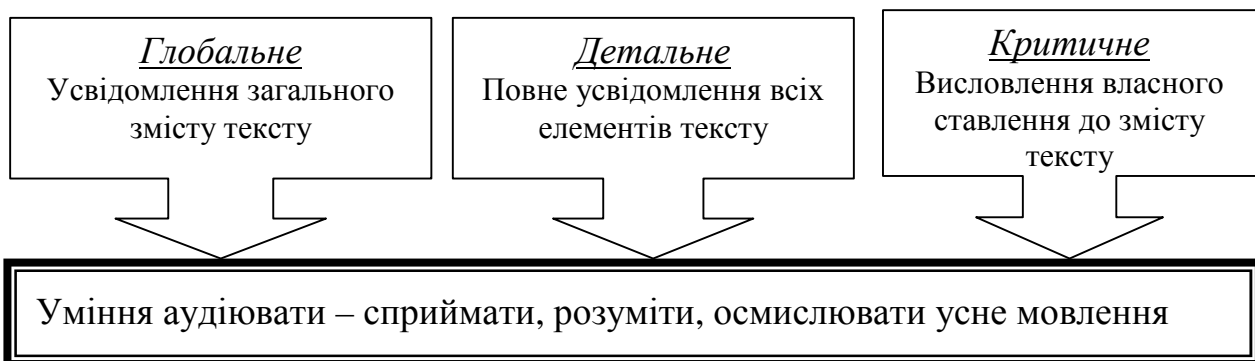 Глобальне
Усвідомлення загального
змісту тексту
Детальне
Повне усвідомлення всіх
елементів тексту
Критичне
Висловлення власного
ставлення до змісту
тексту
Уміння аудіювати – сприймати, розуміти, осмислювати усне мовлення